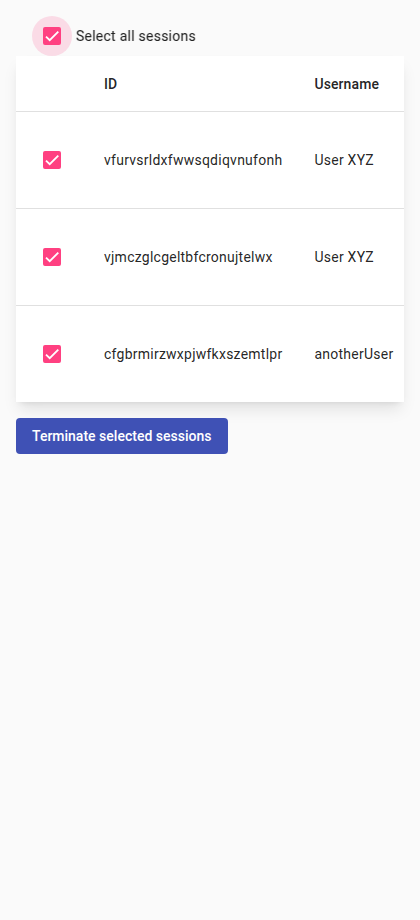 Select all sessions
ID Username
vfurvsrldxfwwsqdiqvnufonh User XYZ
vjmczglcgeltbfcronujtelwx User XYZ
cfgbrmirzwxpjwfkxszemtlpr anotherUser
Terminate selected sessions